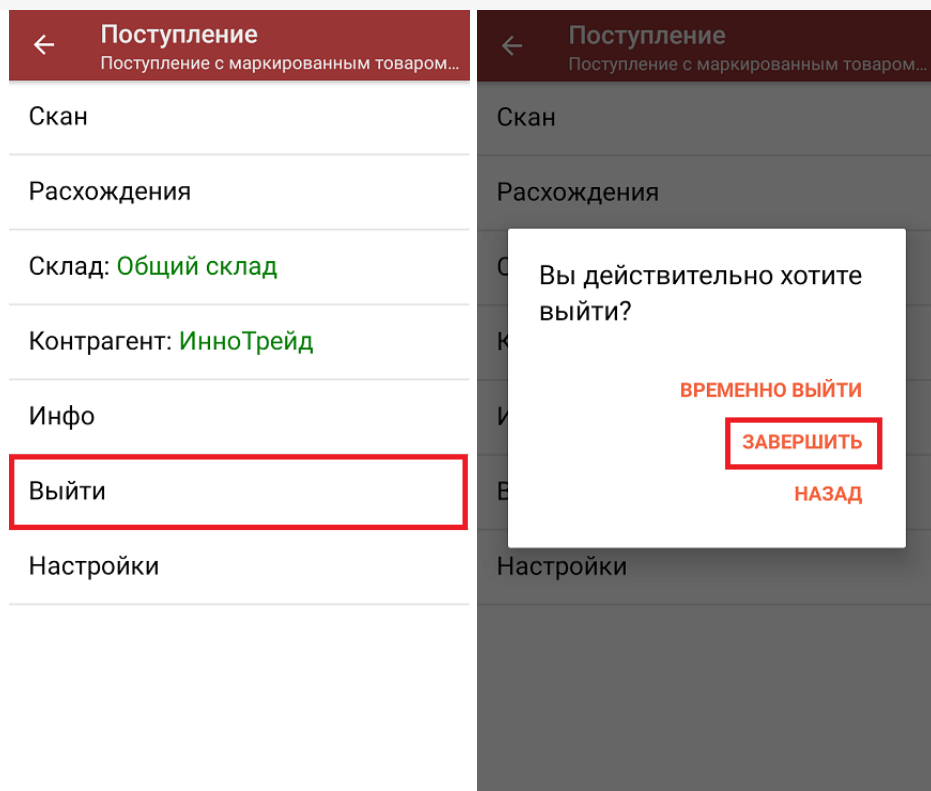 Поступление
Поступление с маркированным товаром...
Скан
Расхождения
Склад: Общий склад
Контрагент: ИнноТрейд
Инфо
Выйти
Настройки
Поступление
Поступление с маркированным товаром...
Скан
Расхождения
С
Вы действительно хотите
выйти?
К
ВРЕМЕННО ВЫЙТИ
И
ЗАВЕРШИТЬ
В
НАЗАД
Настройки